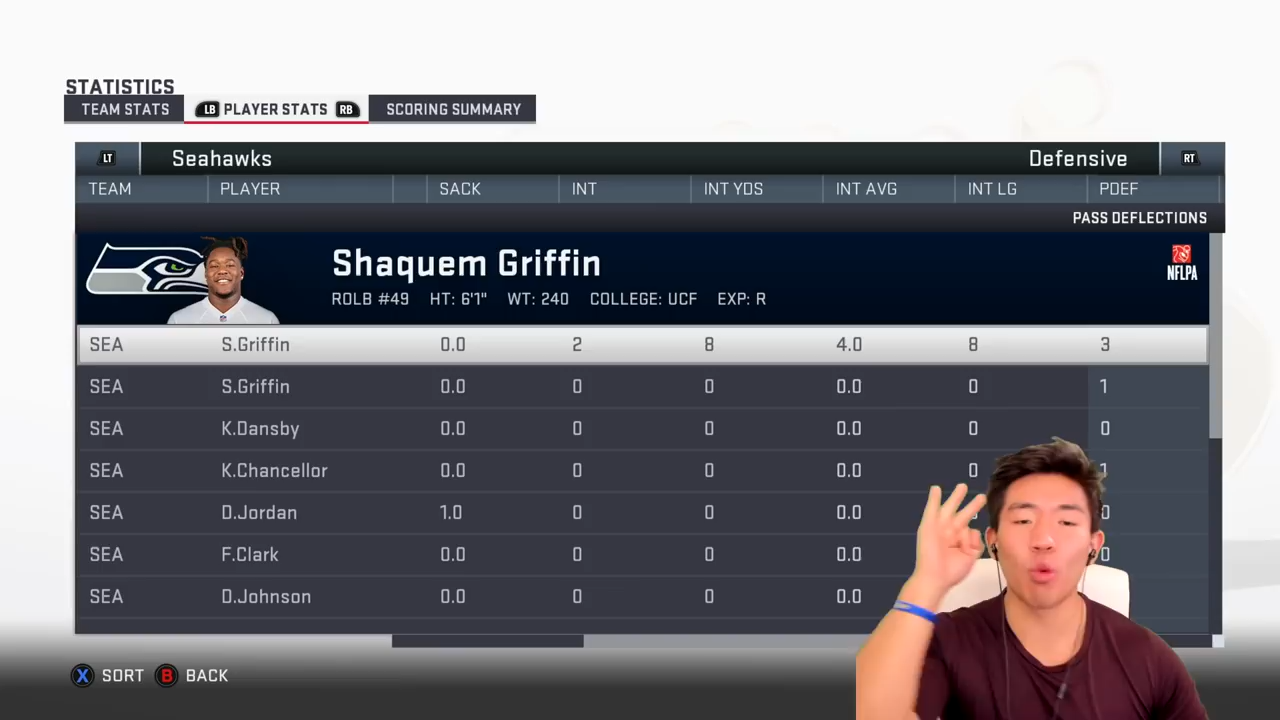 STATISTICS
TEAM STATS LB PLAYER STATS RB SCORING SUMMARY
LT Seahawks Defensive RT
TEAM PLAYER SACK INT INT YDS INT AVG INT LG PDEF
PASS DEFLECTIONS
Shaquem Griffin
ROLB #49 HT: 6'1" WT: 240 COLLEGE: UCF EXP: R
NFLPA
SEA S.Griffin 0.0 2 8 4.0 8 3
SEA S.Griffin 0.0 0 0 0.0 0 1
SEA K.Dansby 0.0 0 0 0.0 0 0
SEA K.Chancellor 0.0 0 0 0.0 0 1
SEA D.Jordan 1.0 0 0 0.0 0
SEA F.Clark 0.0 0 0 0.0 0
SEA D.Johnson 0.0 0 0 0.0
X SORT B BACK